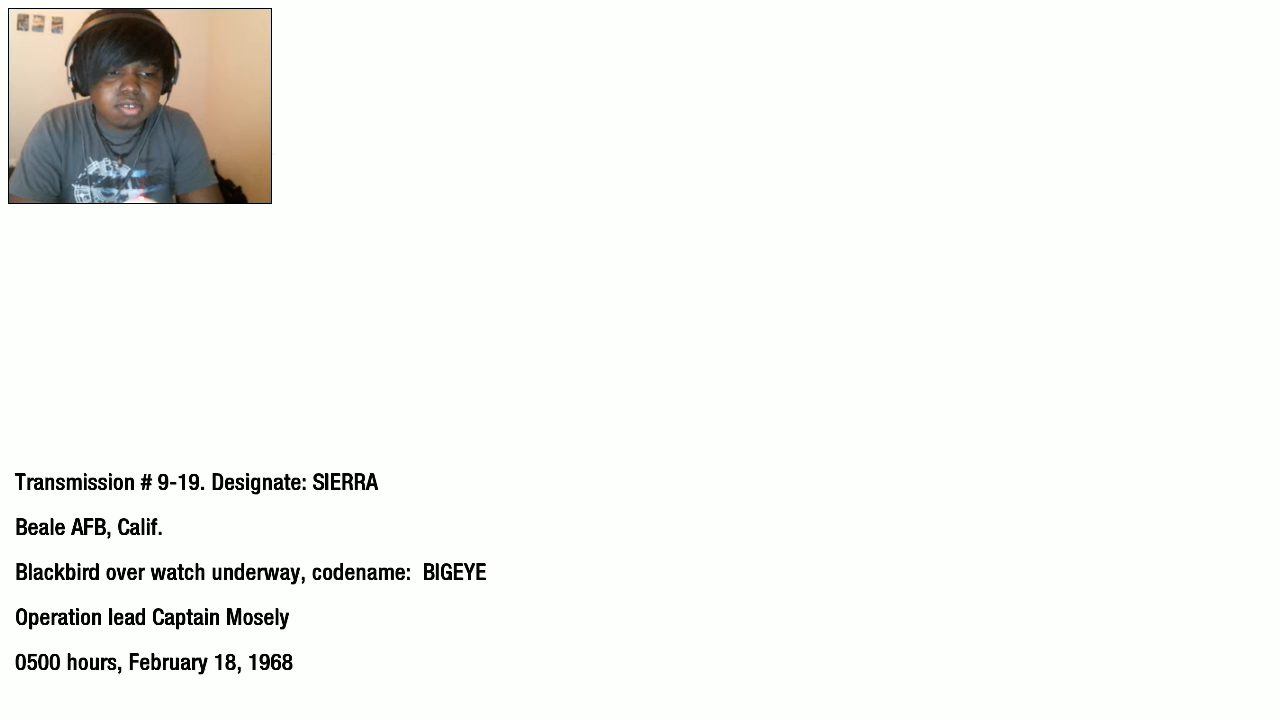 Transmission # 9-19. Designate: SIERRA
Beale AFB, Calif.
Blackbird over watch underway, codename:  BIGEYE
Operation lead Captain Mosely
0500 hours, February 18, 1968